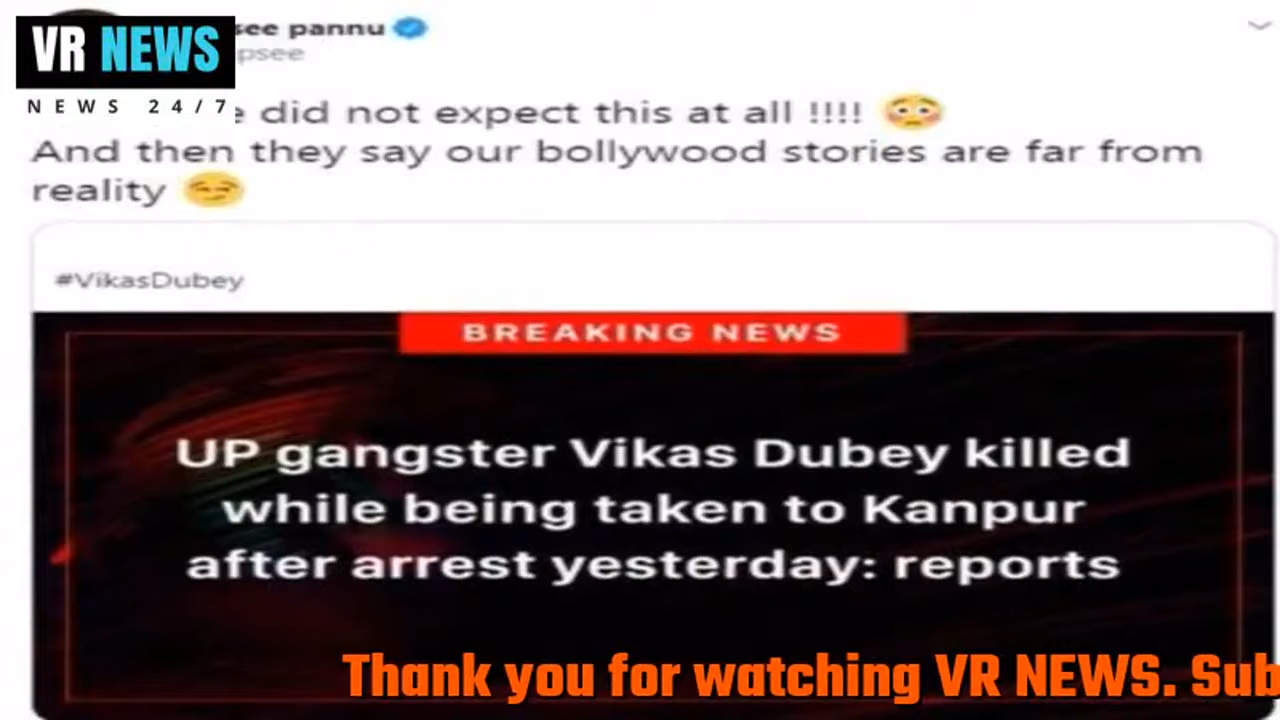 VR NEWS
NEWS 24/7
see pannu
psee
e did not expect this at all !!!! 😳
And then they say our bollywood stories are far from
reality 😏
#VikasDubey
BREAKING NEWS
UP gangster Vikas Dubey killed
while being taken to Kanpur
after arrest yesterday: reports
Thank you for watching VR NEWS. Sub